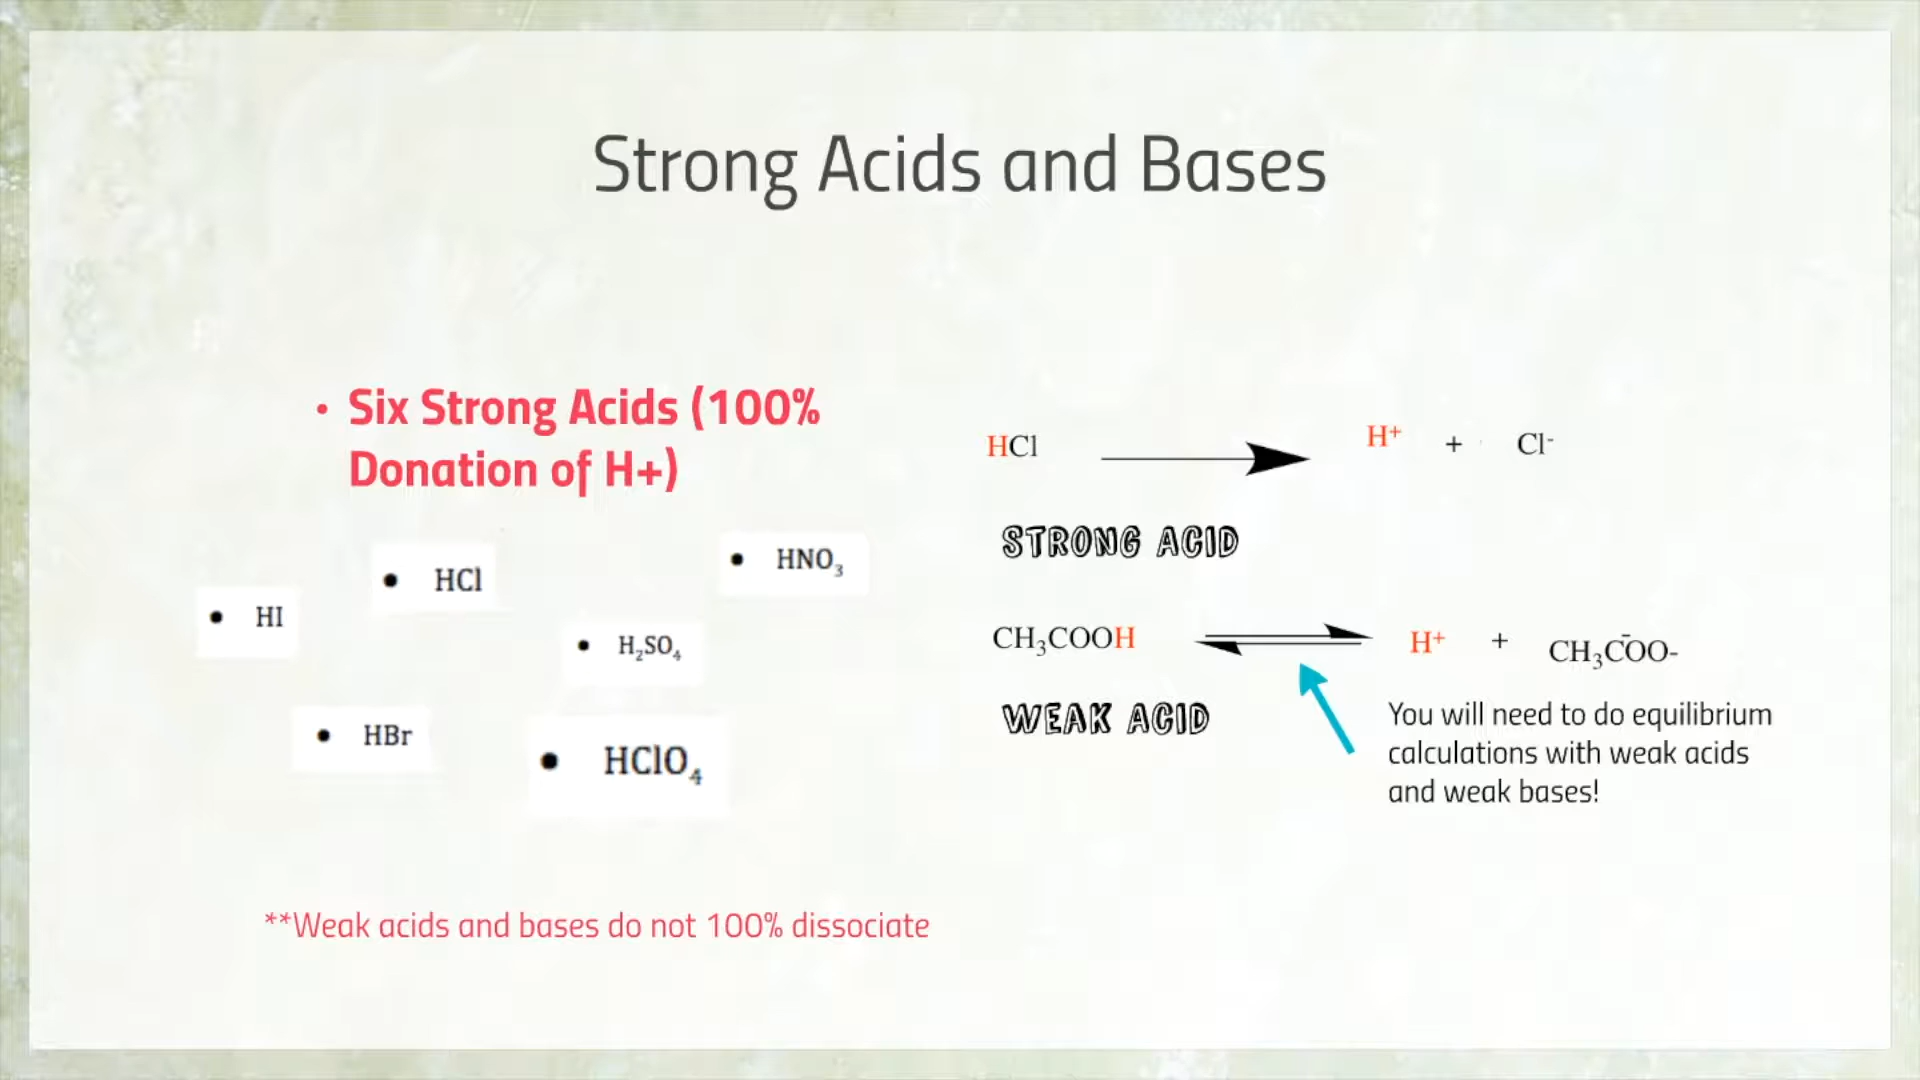 Strong Acids and Bases
• Six Strong Acids (100%
Donation of H+)
• HI
• HCl
• HNO₃
• H₂SO₄
• HBr
• HClO₄
**Weak acids and bases do not 100% dissociate
HCl → H⁺ + Cl⁻
STRONG ACID
CH₃COOH ⇌ H⁺ + CH₃C̄OO-
WEAK ACID
You will need to do equilibrium
calculations with weak acids
and weak bases!